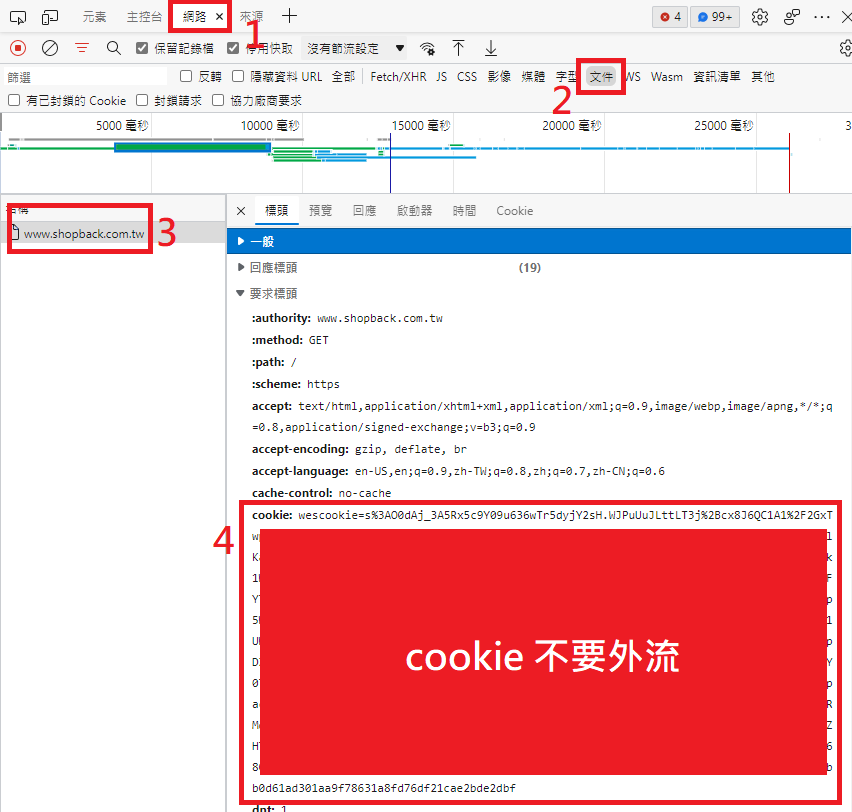 元素 主控台 網路 × 來源 + 4 99+ ...
1
保留記錄檔 停用快取 沒有節流設定
篩選 反轉 隱藏資料 URL 全部 Fetch/XHR JS CSS 影像 媒體 字型 文件 WS Wasm 資訊清單 其他
2
有已封鎖的 Cookie 封鎖請求 協力廠商要求
5000 毫秒 10000 毫秒 15000 毫秒 20000 毫秒 25000 毫秒 3
名稱 × 標頭 預覽 回應 啟動器 時間 Cookie
www.shopback.com.tw 3
一般
回應標頭 (19)
要求標頭
:authority: www.shopback.com.tw
:method: GET
:path: /
:scheme: https
accept: text/html,application/xhtml+xml,application/xml;q=0.9,image/webp,image/apng,*/*;q
=0.8,application/signed-exchange;v=b3;q=0.9
accept-encoding: gzip, deflate, br
accept-language: en-US,en;q=0.9,zh-TW;q=0.8,zh;q=0.7,zh-CN;q=0.6
cache-control: no-cache
cookie: wescookie=s%3AO0dAj_3A5Rx5c9Y09u636wTr5dyjY2sH.WJPuUuJLttLT3j%2Bcx8J6QC1A1%2F2GxT
4
cookie 不要外流
b0d61ad301aa9f78631a8fd76df21cae2bde2dbf
dnt: 1